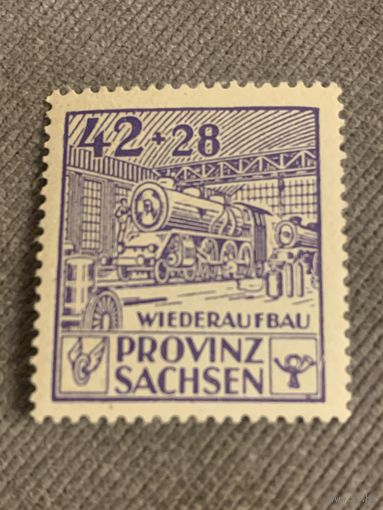 42 + 28
WIEDERAUFBAU
PROVINZ
SACHSEN